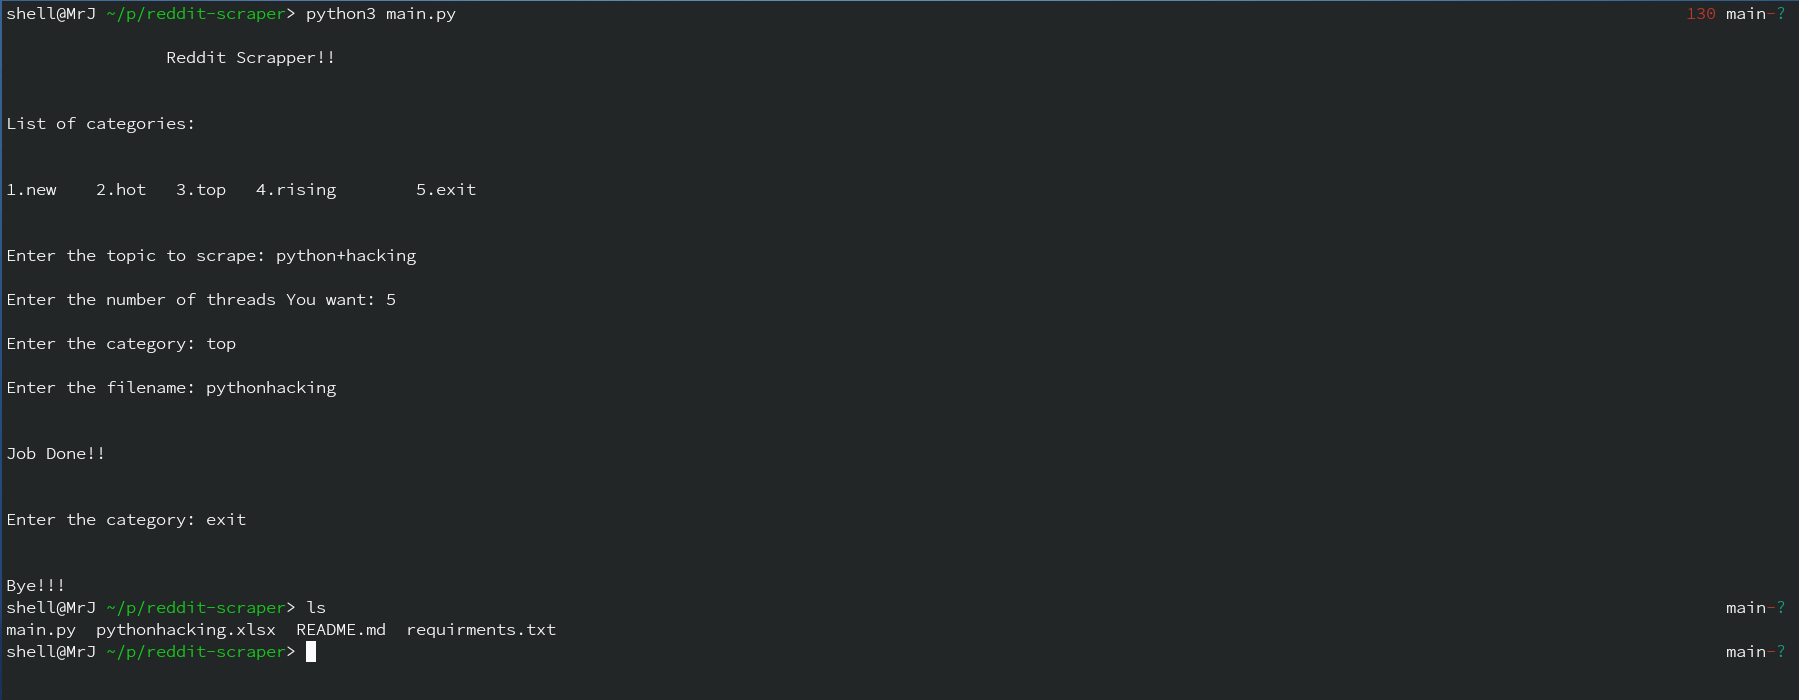 shell@MrJ ~/p/reddit-scraper> python3 main.py 130 main-?
Reddit Scrapper!!
List of categories:
1.new 2.hot 3.top 4.rising 5.exit
Enter the topic to scrape: python+hacking
Enter the number of threads You want: 5
Enter the category: top
Enter the filename: pythonhacking
Job Done!!
Enter the category: exit
Bye!!!
shell@MrJ ~/p/reddit-scraper> ls main-?
main.py pythonhacking.xlsx README.md requirments.txt
shell@MrJ ~/p/reddit-scraper> main-?